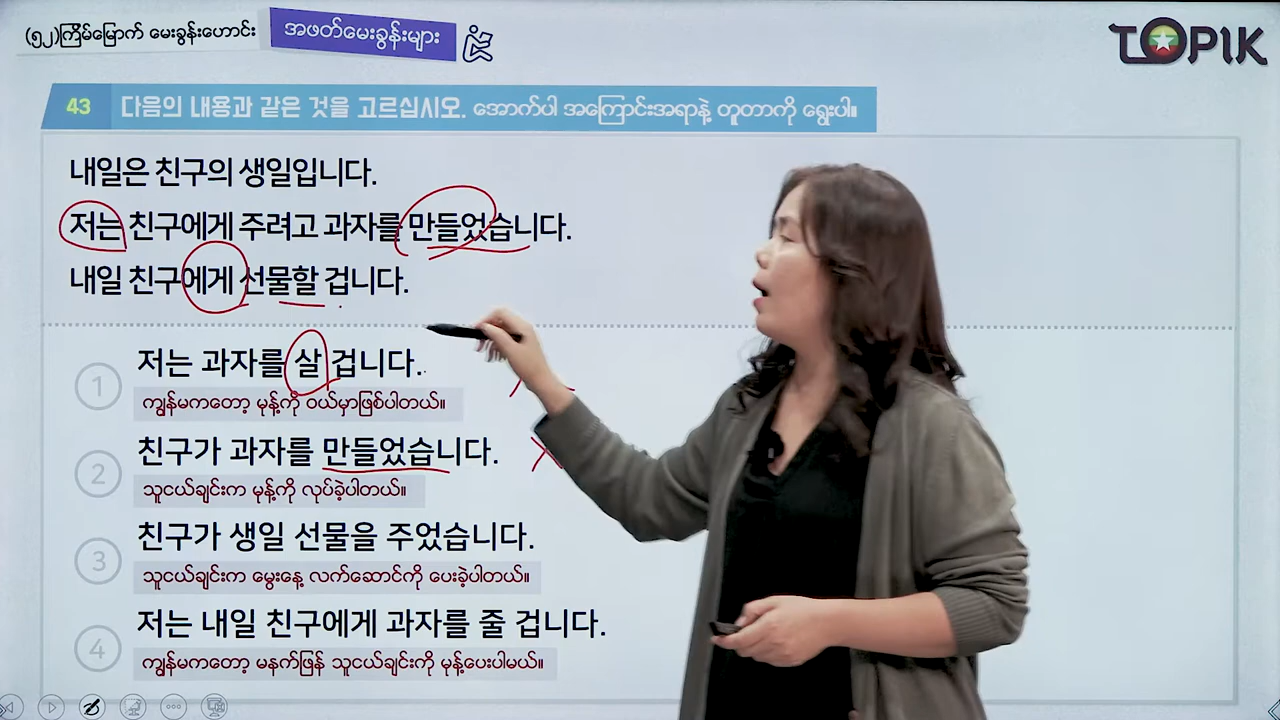 (၅၂)ကြိမ်မြောက် မေးခွန်းဟောင်း
အဖတ်မေးခွန်းများ
TOPIK
43 다음의 내용과 같은 것을 고르십시오. အောက်ပါ အကြောင်းအရာနဲ့ တူတာကို ရွေးပါ။
내일은 친구의 생일입니다.
저는 친구에게 주려고 과자를 만들었습니다.
내일 친구에게 선물할 겁니다.
1 저는 과자를 살 겁니다.
ကျွန်မကတော့ မုန့်ကို ဝယ်မှာဖြစ်ပါတယ်။
2 친구가 과자를 만들었습니다.
သူငယ်ချင်းက မုန့်ကို လုပ်ခဲ့ပါတယ်။
3 친구가 생일 선물을 주었습니다.
သူငယ်ချင်းက မွေးနေ့ လက်ဆောင်ကို ပေးခဲ့ပါတယ်။
4 저는 내일 친구에게 과자를 줄 겁니다.
ကျွန်မကတော့ မနက်ဖြန် သူငယ်ချင်းကို မုန့်ပေးပါမယ်။